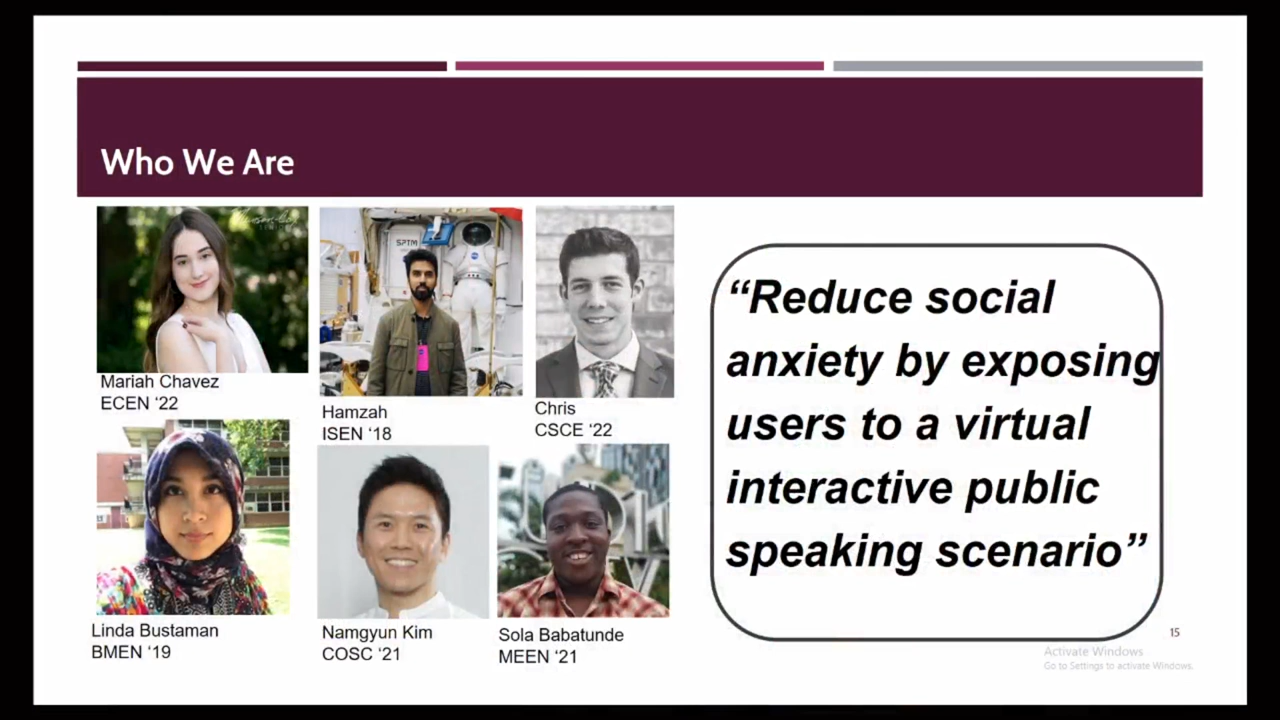 Who We Are
SPTM
Mariah Chavez
ECEN ‘22
Hamzah
ISEN ‘18
Chris
CSCE ‘22
Linda Bustaman
BMEN ‘19
Namgyun Kim
COSC ‘21
Sola Babatunde
MEEN ‘21
“Reduce social
anxiety by exposing
users to a virtual
interactive public
speaking scenario”
15
Activate Windows
Go to Settings to activate Windows.